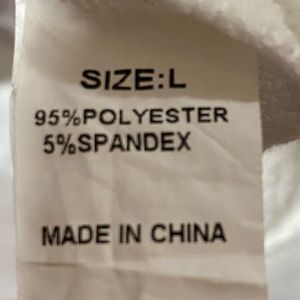 SIZE:L
95%POLYESTER
5%SPANDEX
MADE IN CHINA